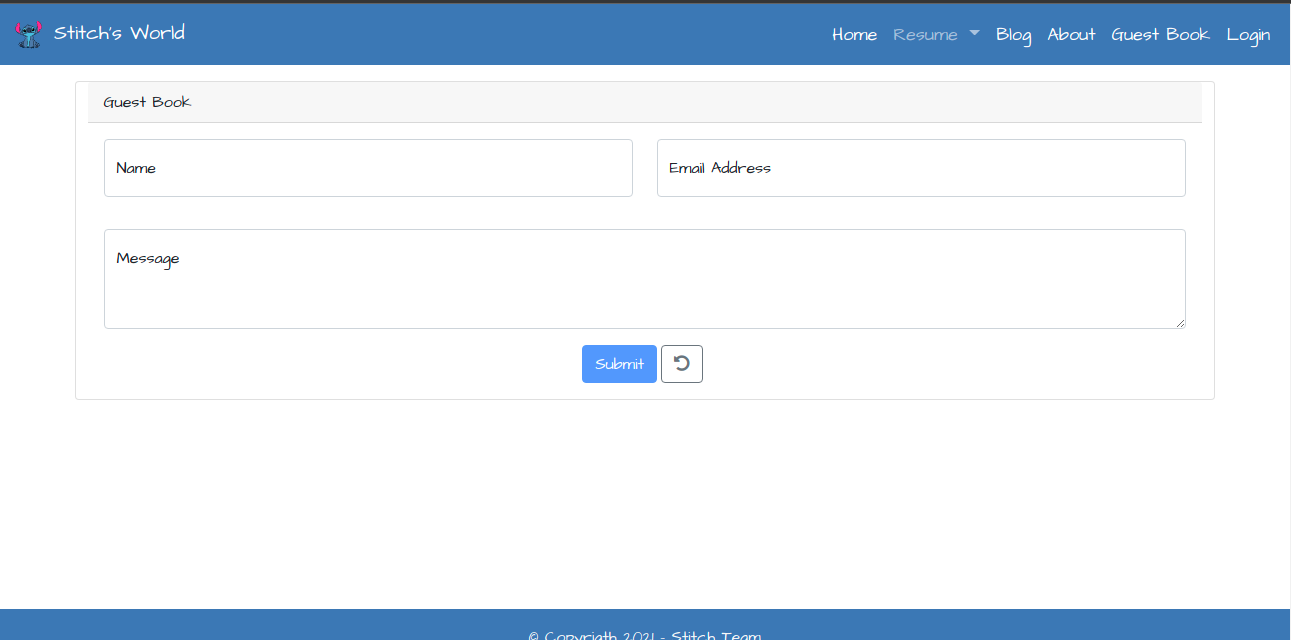 Stitch's World
Home Resume Blog About Guest Book Login
Guest Book
Name Email Address
Message
Submit
© Copyrigth 2021 - Stitch Team